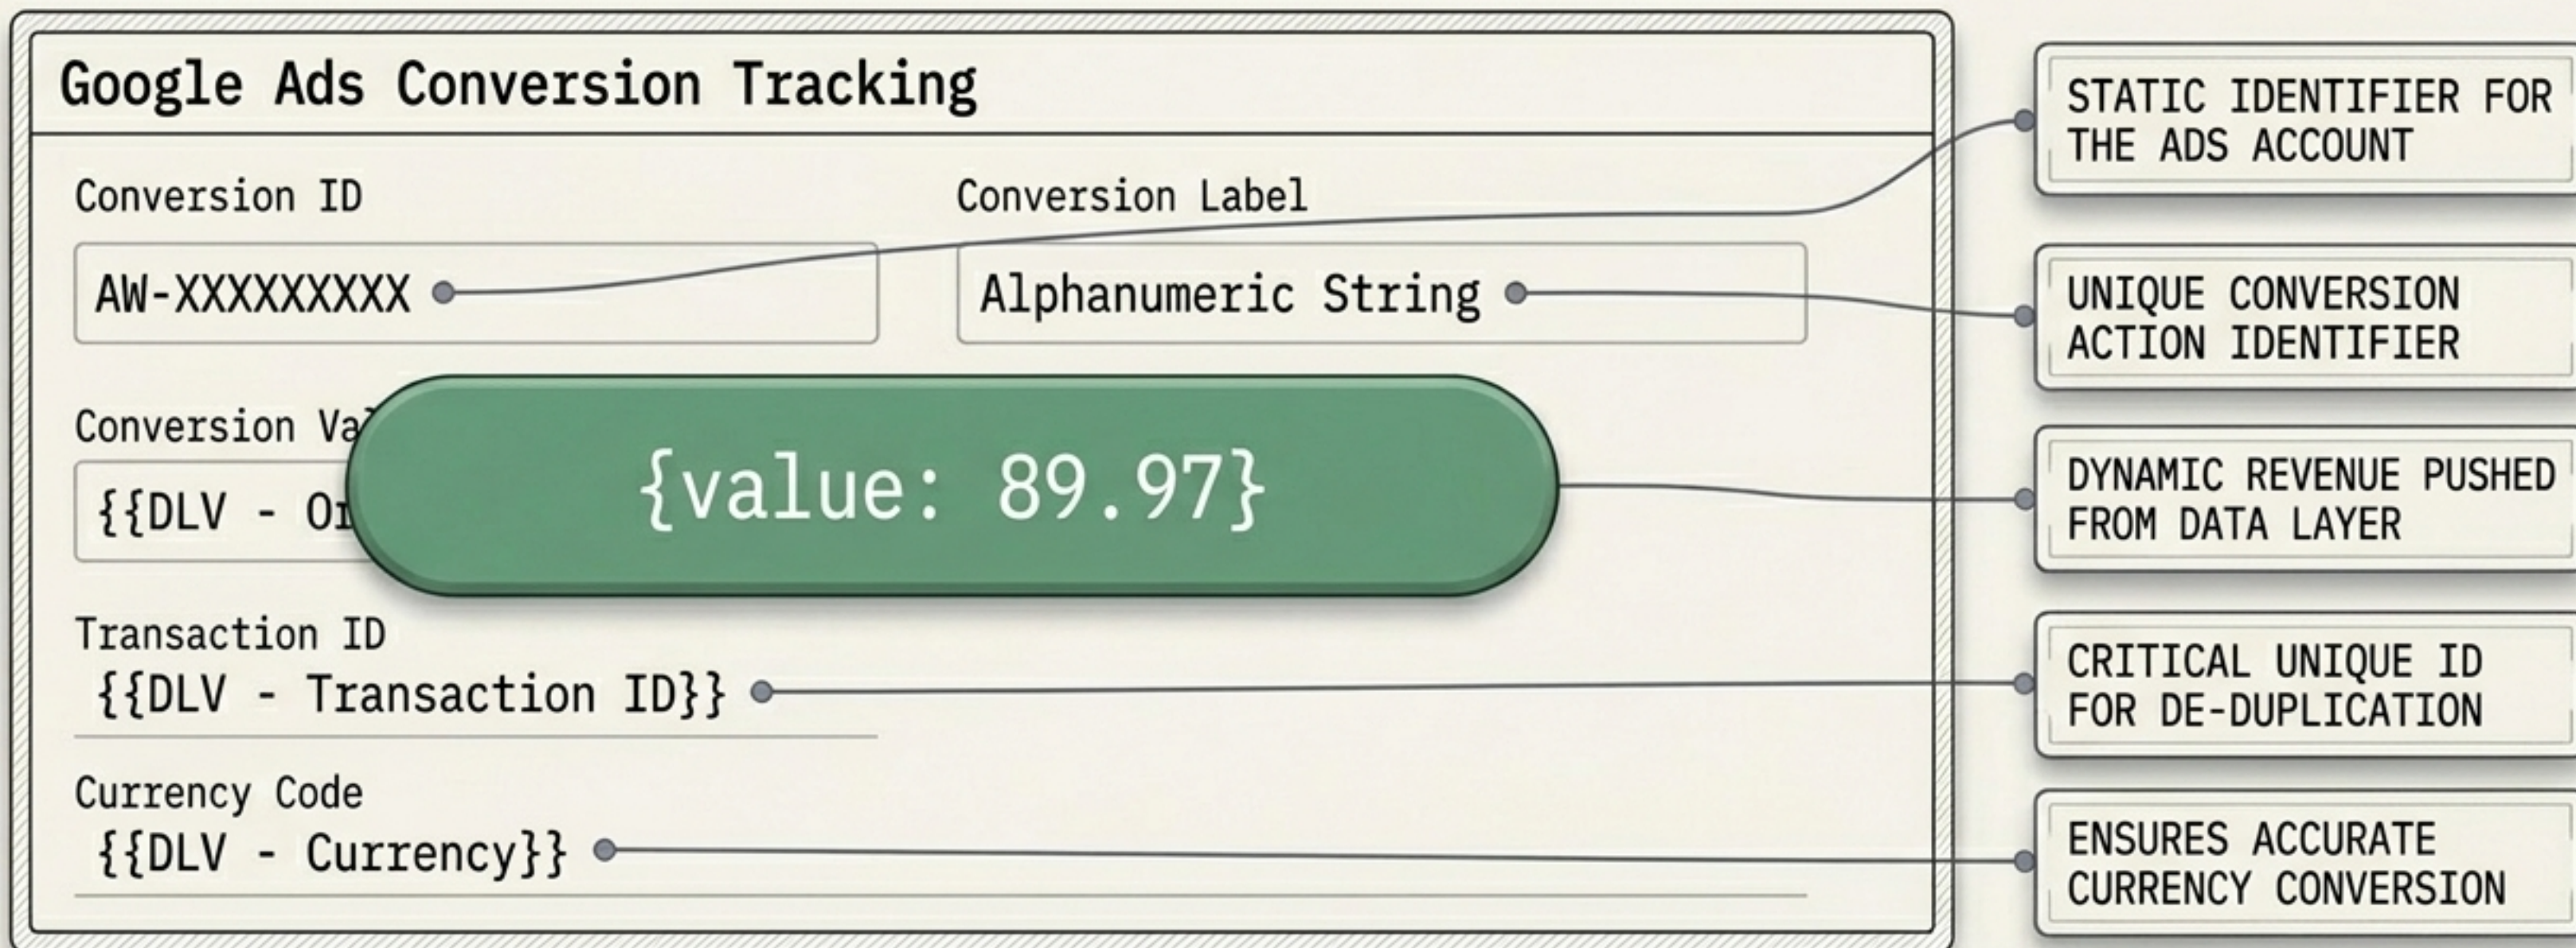 Google Ads Conversion Tracking
Conversion ID
AW-XXXXXXXXX
Conversion Label
Alphanumeric String
Conversion
{{DLV -
{value: 89.97}
Transaction ID
{{DLV - Transaction ID}}
Currency Code
{{DLV - Currency}}
STATIC IDENTIFIER FOR
THE ADS ACCOUNT
UNIQUE CONVERSION
ACTION IDENTIFIER
DYNAMIC REVENUE PUSHED
FROM DATA LAYER
CRITICAL UNIQUE ID
FOR DE-DUPLICATION
ENSURES ACCURATE
CURRENCY CONVERSION